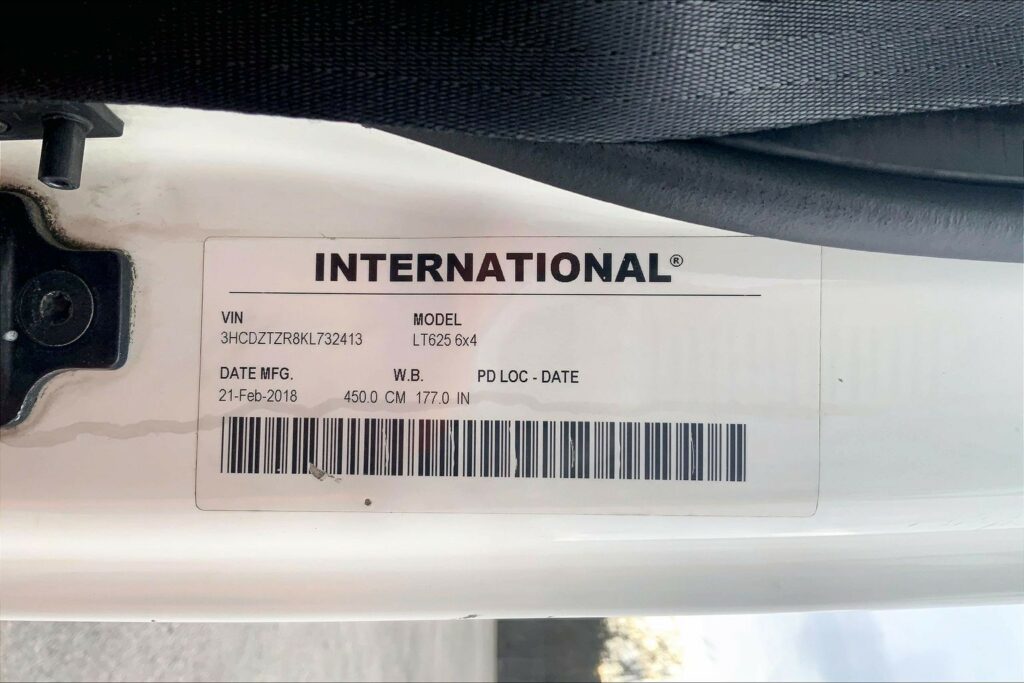 INTERNATIONAL®
VIN MODEL
3HCDZTZR8KL732413 LT625 6x4
DATE MFG. W.B. PD LOC - DATE
21-Feb-2018 450.0 CM 177.0 IN